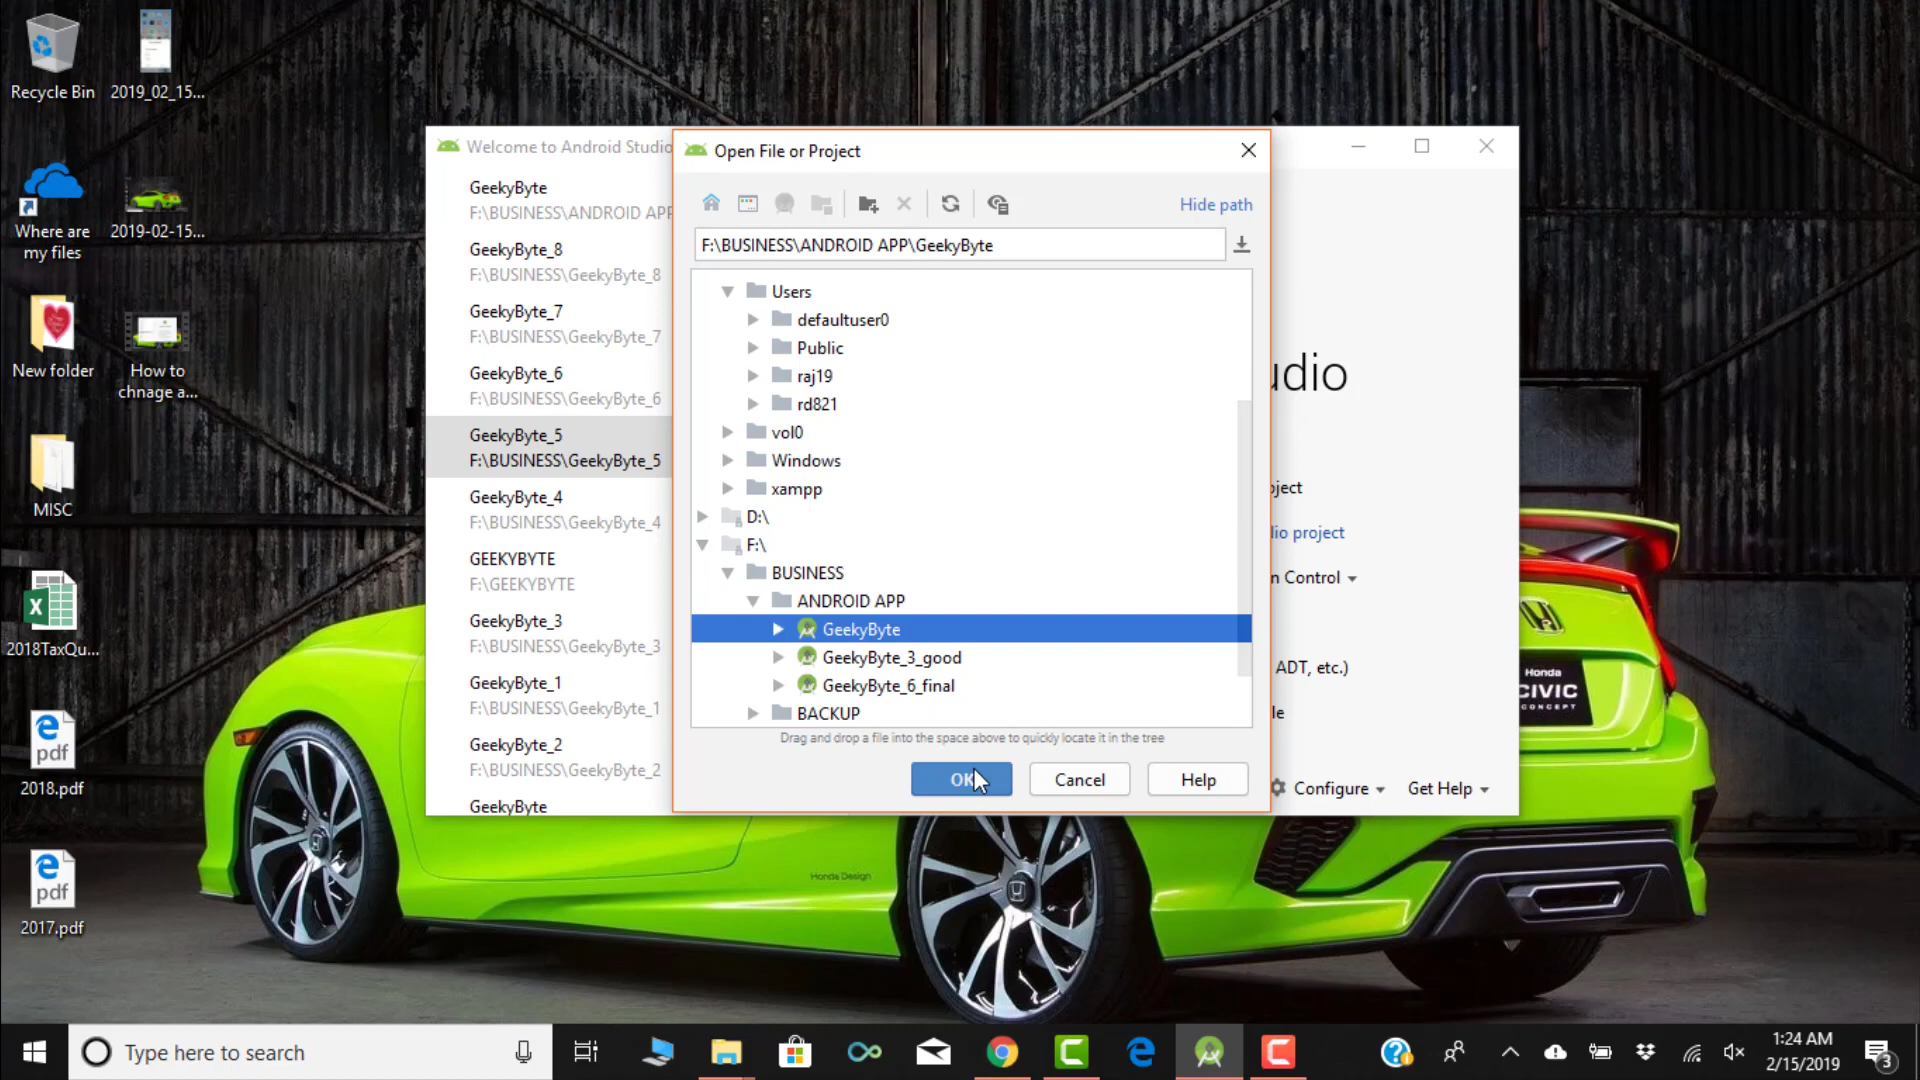 Recycle Bin
2019_02_15...
Where are
my files
2019-02-15...
New folder
How to
chnage a...
MISC
2018TaxQu...
pdf
2018.pdf
pdf
2017.pdf
Welcome to Android Studio
GeekyByte
F:\BUSINESS\ANDROID APP
GeekyByte_8
F:\BUSINESS\GeekyByte_8
GeekyByte_7
F:\BUSINESS\GeekyByte_7
GeekyByte_6
F:\BUSINESS\GeekyByte_6
GeekyByte_5
F:\BUSINESS\GeekyByte_5
GeekyByte_4
F:\BUSINESS\GeekyByte_4
GEEKYBYTE
F:\GEEKYBYTE
GeekyByte_3
F:\BUSINESS\GeekyByte_3
GeekyByte_1
F:\BUSINESS\GeekyByte_1
GeekyByte_2
F:\BUSINESS\GeekyByte_2
GeekyByte
Open File or Project
Hide path
F:\BUSINESS\ANDROID APP\GeekyByte
Users
defaultuser0
Public
raj19
rd821
vol0
Windows
xampp
D:\
F:\
BUSINESS
ANDROID APP
GeekyByte
GeekyByte_3_good
GeekyByte_6_final
BACKUP
Drag and drop a file into the space above to quickly locate it in the tree
OK
Cancel
Help
udio
oject
dio project
n Control
ADT, etc.)
le
Configure
Get Help
Honda
CIVIC
CONCEPT
Honda Design
Type here to search
1:24 AM
2/15/2019
3